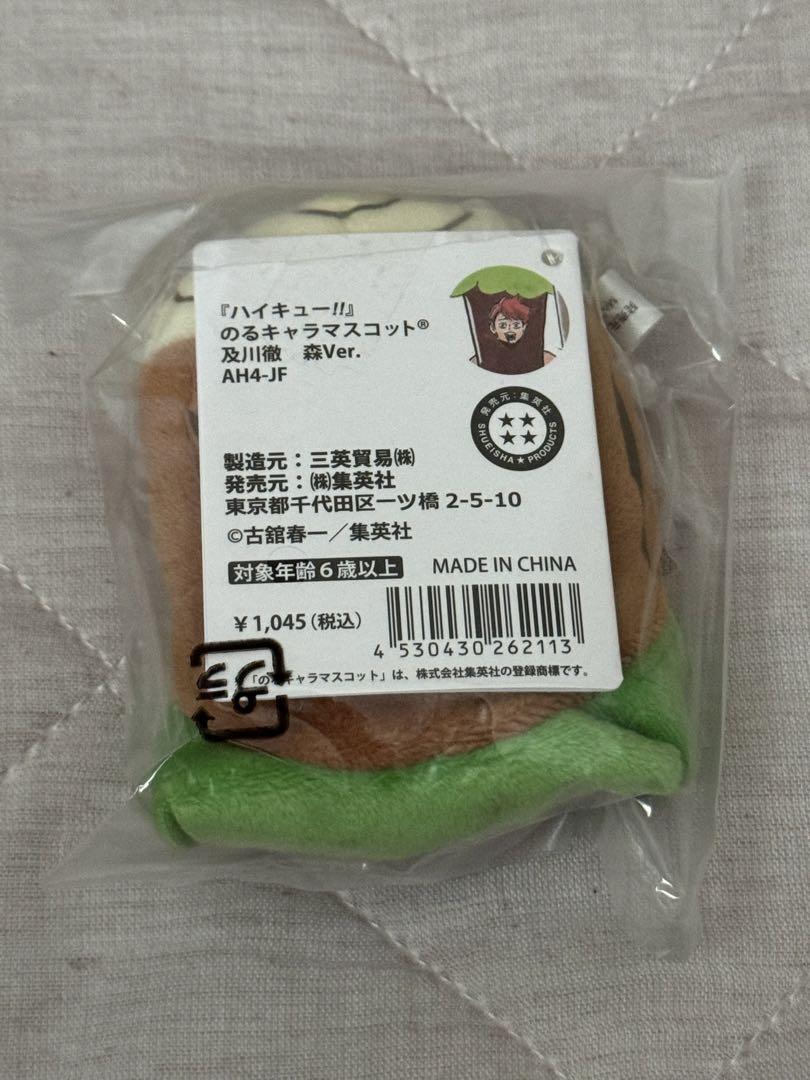 『ハイキュー!!』
のるキャラマスコット®
及川徹　森Ver.
AH4-JF
発売元：集英社
SHUEISHA★PRODUCTS
製造元：三英貿易㈱
発売元：㈱集英社
東京都千代田区一ツ橋 2-5-10
©古舘春一／集英社
対象年齢６歳以上 MADE IN CHINA
￥1,045（税込）
4 530430 262113
プラ
「のるキャラマスコット」は、株式会社集英社の登録商標です。